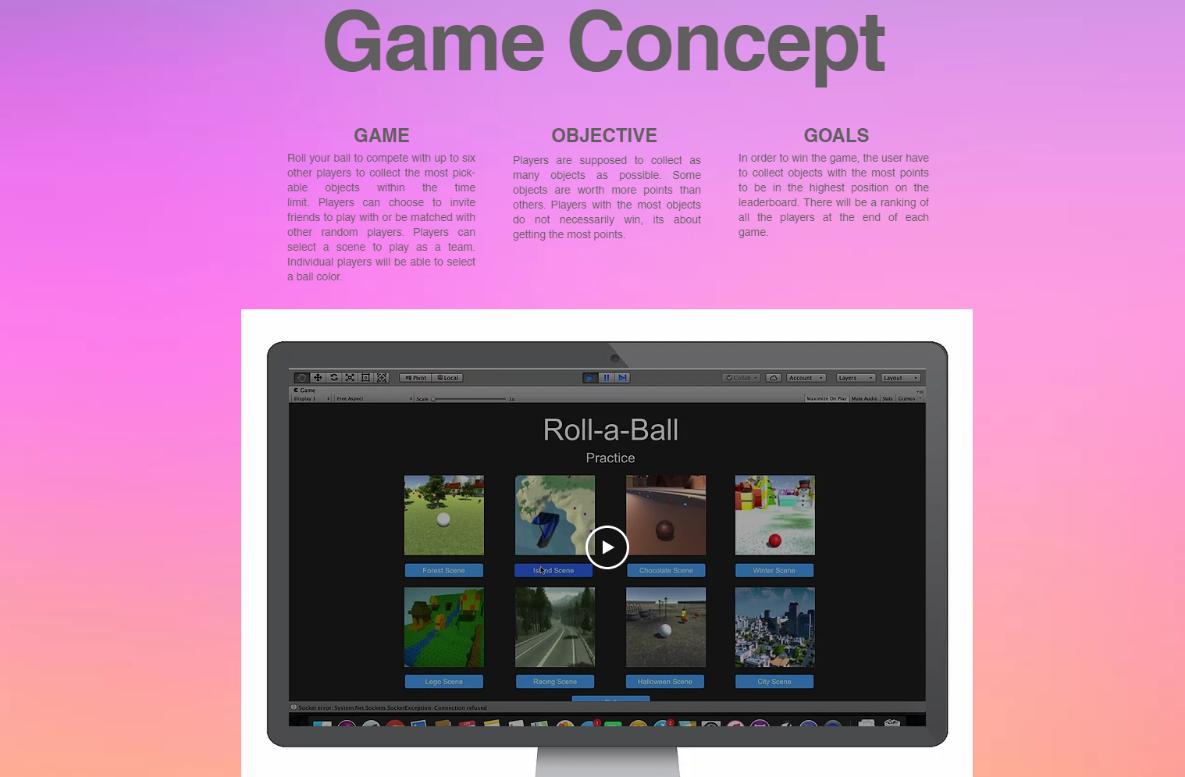 Game Concept
GAME
Roll your ball to compete with up to six
other players to collect the most pick-
able objects within the time
limit. Players can choose to invite
friends to play with or be matched with
other random players. Players can
select a scene to play as a team.
Individual players will be able to select
a ball color.
OBJECTIVE
Players are supposed to collect as
many objects as possible. Some
objects are worth more points than
others. Players with the most objects
do not necessarily win, its about
getting the most points.
GOALS
In order to win the game, the user have
to collect objects with the most points
to be in the highest position on the
leaderboard. There will be a ranking of
all the players at the end of each
game.
Pivot Local Collab Account Layers Layout
Game
Display 1 Free Aspect Scale 1x Maximize On Play Mute Audio Stats Gizmos
Roll-a-Ball
Practice
Forest Scene Island Scene Chocolate Scene Winter Scene
Lego Scene Racing Scene Halloween Scene City Scene
Socket error: System.Net.Sockets.SocketException: Connection refused